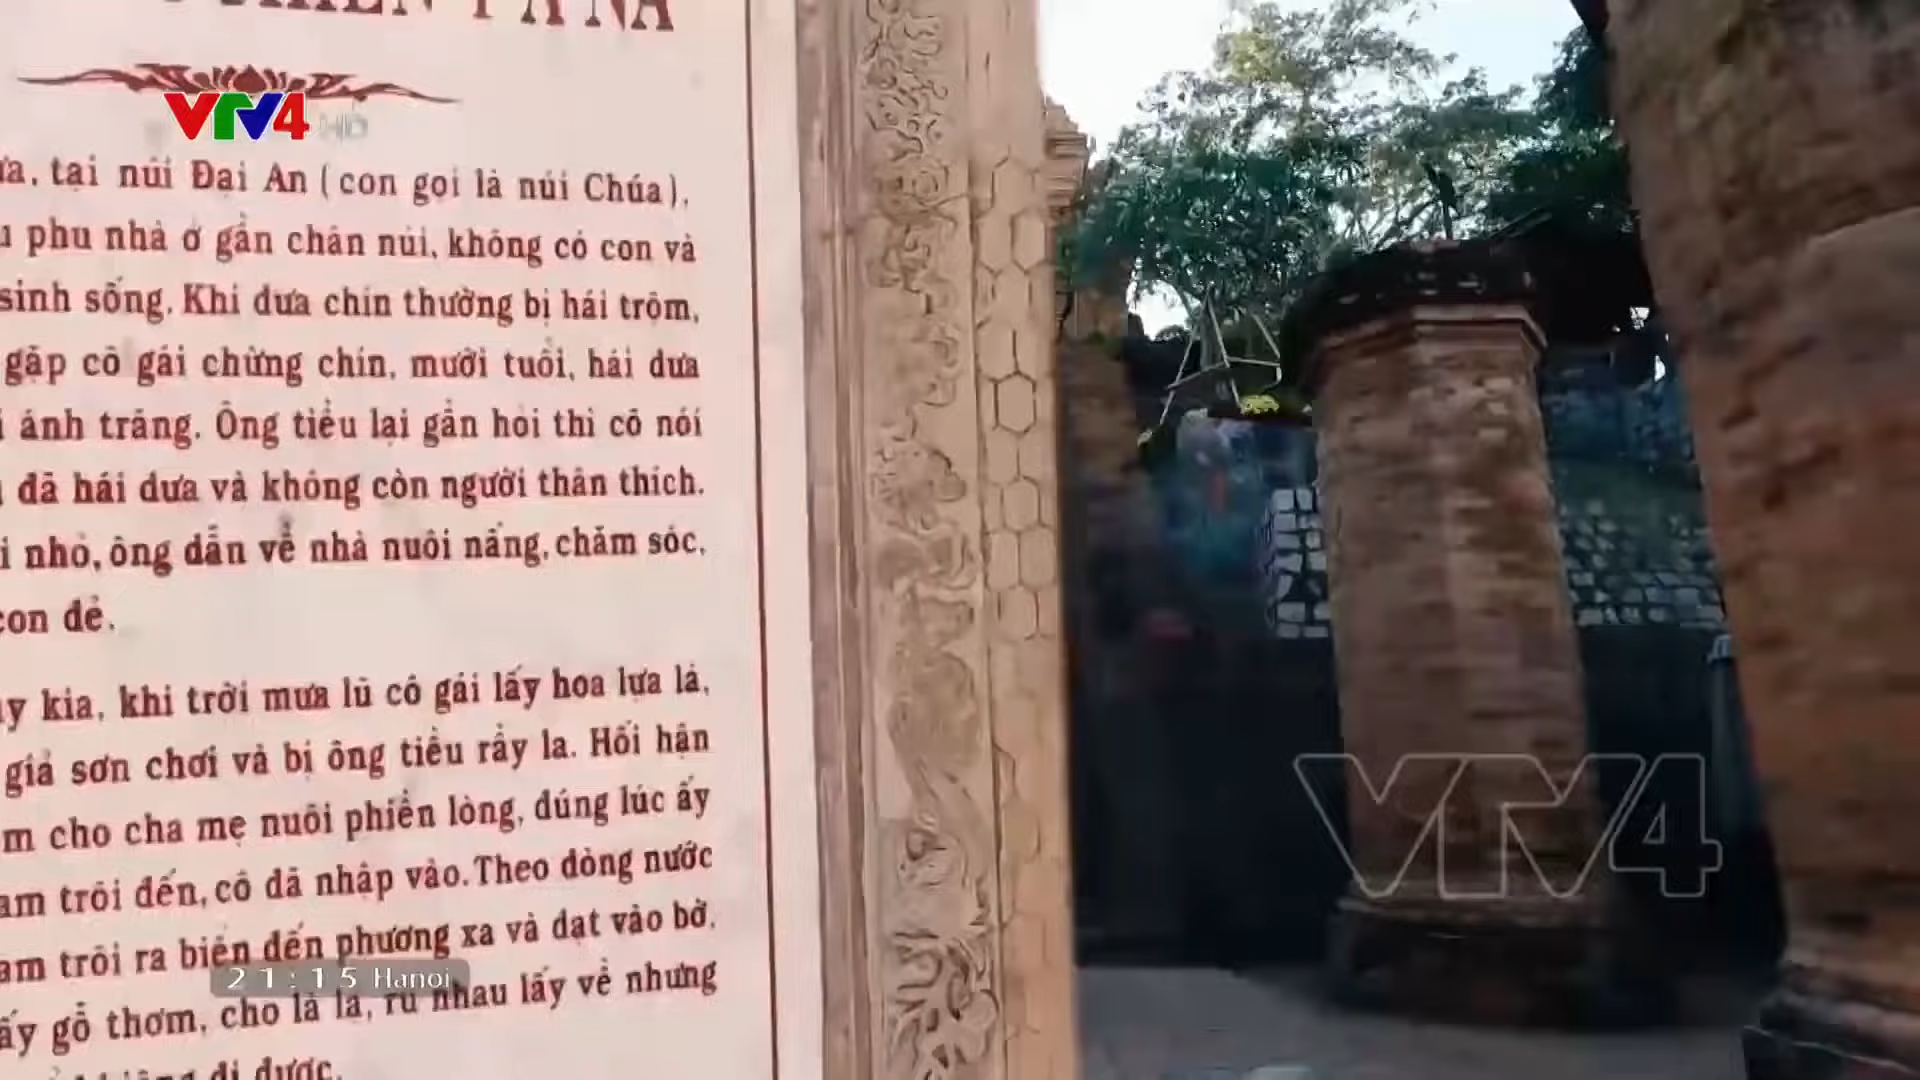 Y A NA
VTV4 HD
tại núi Đại An (còn gọi là núi Chúa),
phu nhà ở gần chân núi, không có con và
sinh sống. Khi dưa chín thường bị hái trộm,
gặp cô gái chừng chín, mười tuổi, hái dưa
ánh trăng. Ông tiều lại gần hỏi thì cô nói
đã hái dưa và không còn người thân thích.
nhỏ, ông dẫn về nhà nuôi nấng, chăm sóc,
con đẻ.
kia, khi trời mưa lũ cô gái lấy hoa lựa lá,
giả sơn chơi và bị ông tiều rầy la. Hối hận
cho cha mẹ nuôi phiền lòng, đúng lúc ấy
trôi đến, cô đã nhập vào. Theo dòng nước
trôi ra biển đến phương xa và dạt vào bờ.
gỗ thơm, cho là lạ, rủ nhau lấy về nhưng
đi được.
21:15 Hanoi
VTV4